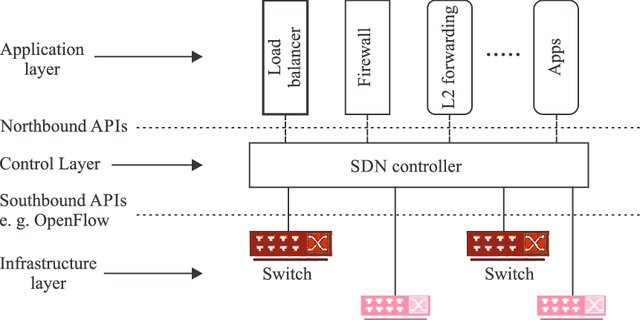 Application
layer
Load
balancer
Firewall
L2 forwarding
Apps
Northbound APIs
Control Layer
SDN controller
Southbound APIs
e. g. OpenFlow
Switch
Switch
Infrastructure
layer